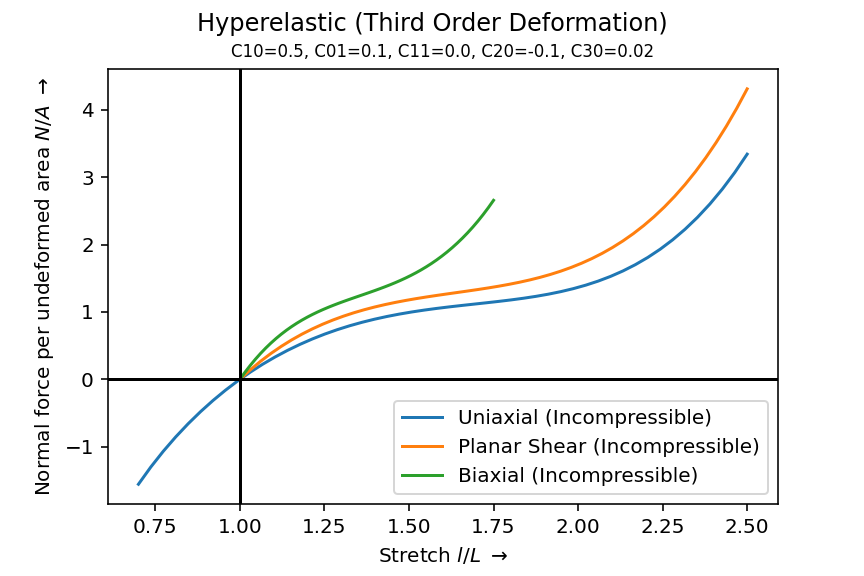 Hyperelastic (Third Order Deformation)
C10=0.5, C01=0.1, C11=0.0, C20=-0.1, C30=0.02
Normal force per undeformed area N/A →
4
3
2
1
0
−1
Uniaxial (Incompressible)
Planar Shear (Incompressible)
Biaxial (Incompressible)
0.75 1.00 1.25 1.50 1.75 2.00 2.25 2.50
Stretch l/L →